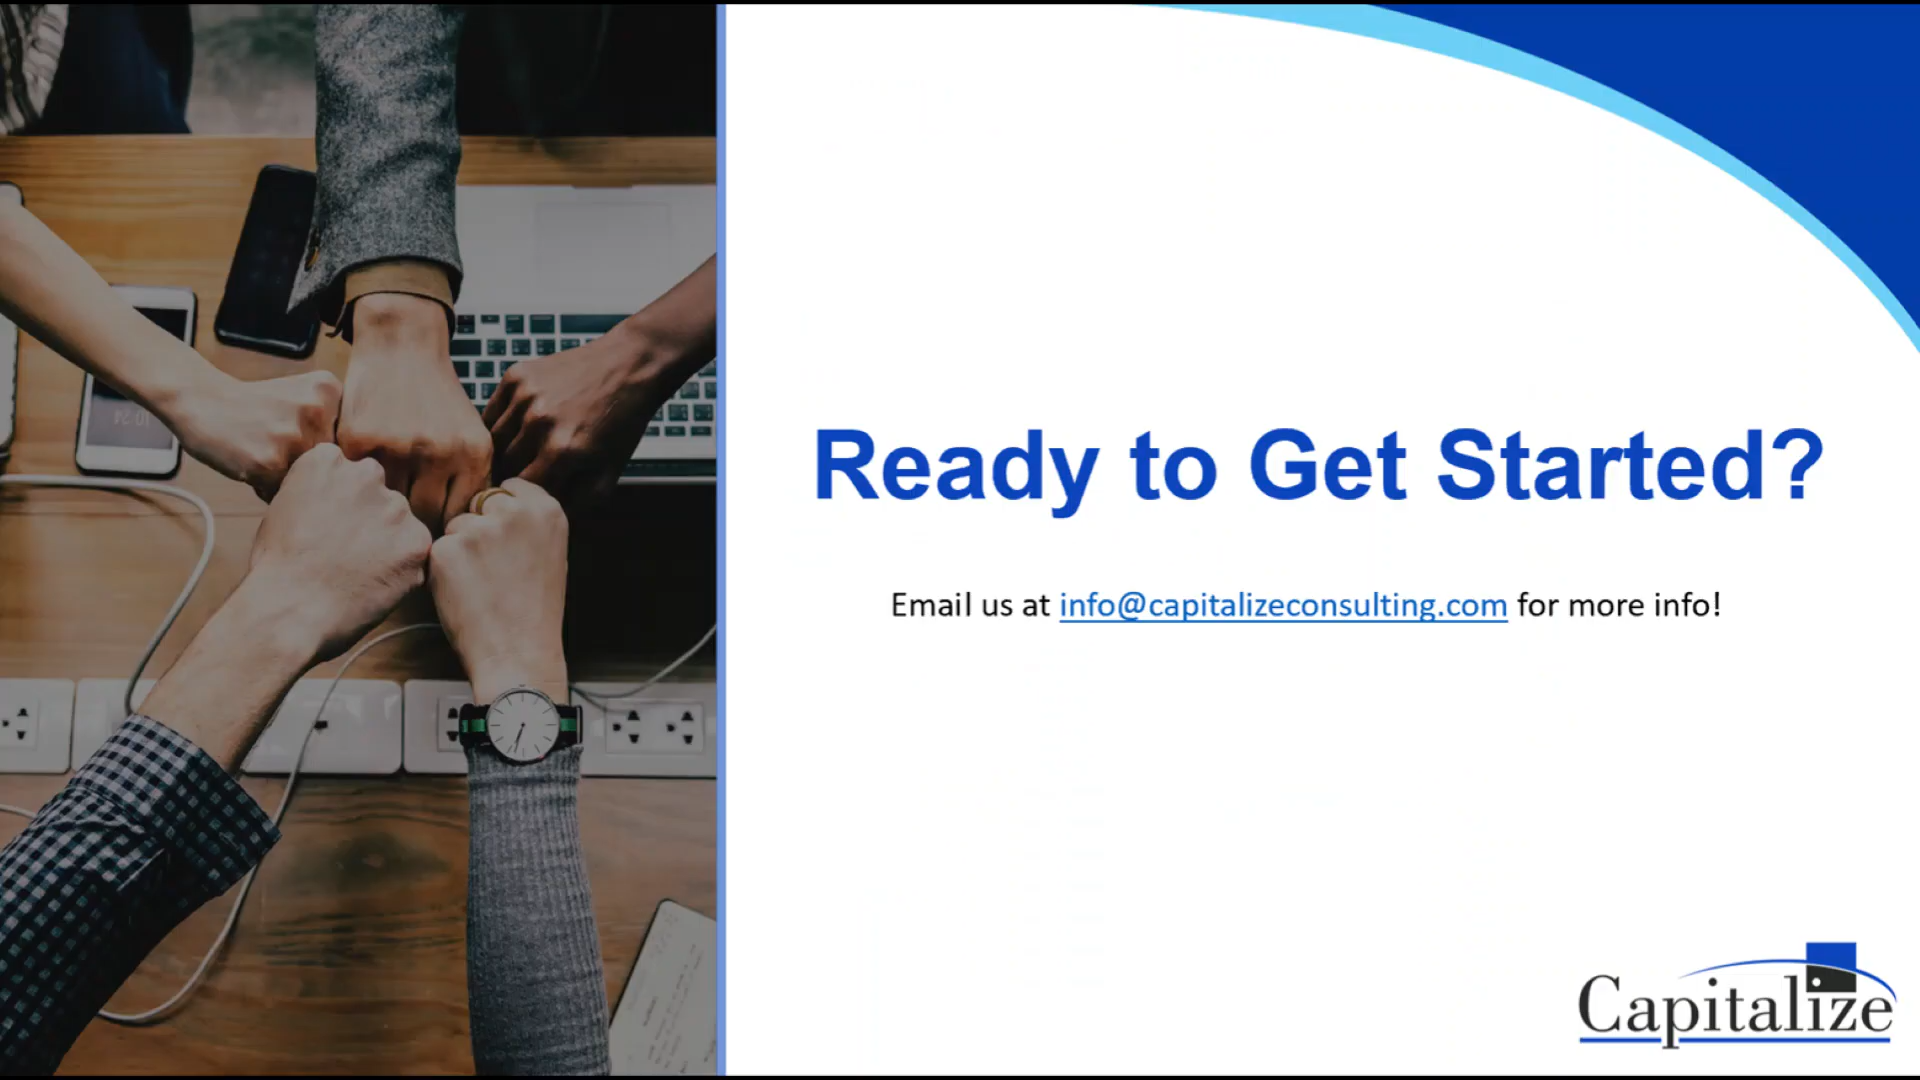 Ready to Get Started?
Email us at info@capitalizeconsulting.com for more info!
Capitalize